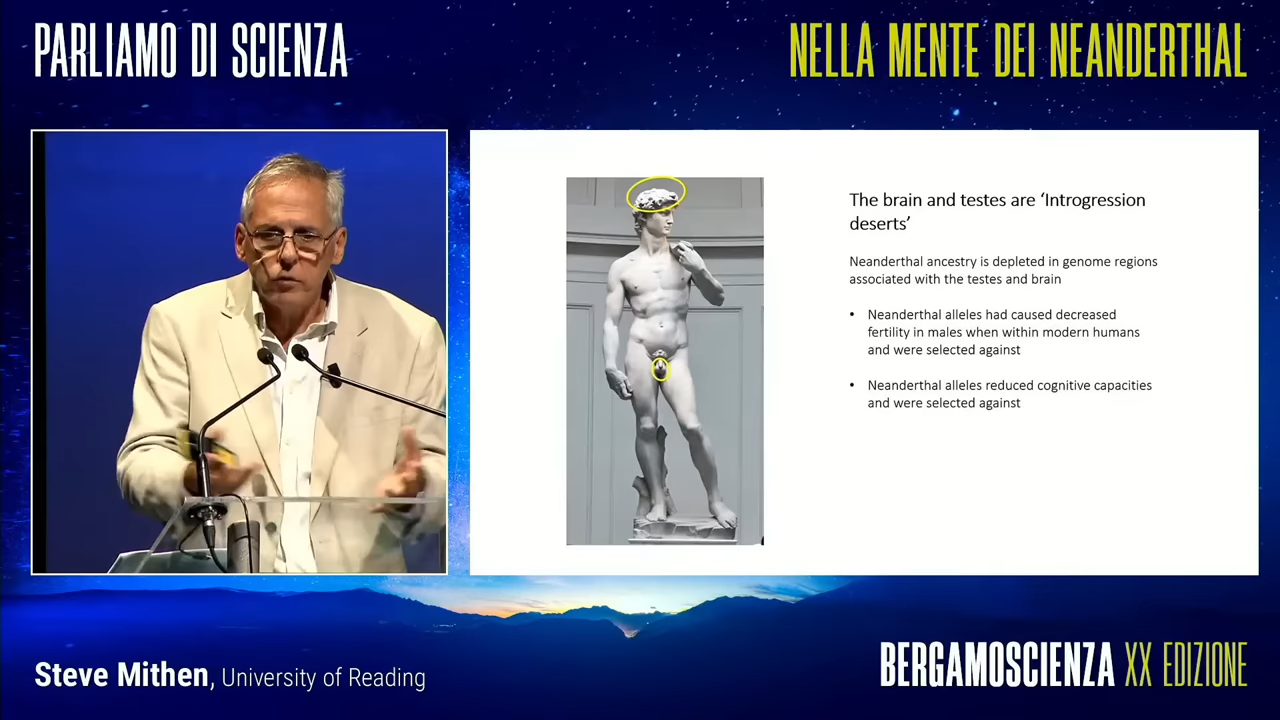 PARLIAMO DI SCIENZA
NELLA MENTE DEI NEANDERTHAL
The brain and testes are ‘Introgression
deserts’
Neanderthal ancestry is depleted in genome regions
associated with the testes and brain
• Neanderthal alleles had caused decreased
fertility in males when within modern humans
and were selected against
• Neanderthal alleles reduced cognitive capacities
and were selected against
Steve Mithen, University of Reading
BERGAMOSCIENZA XX EDIZIONE